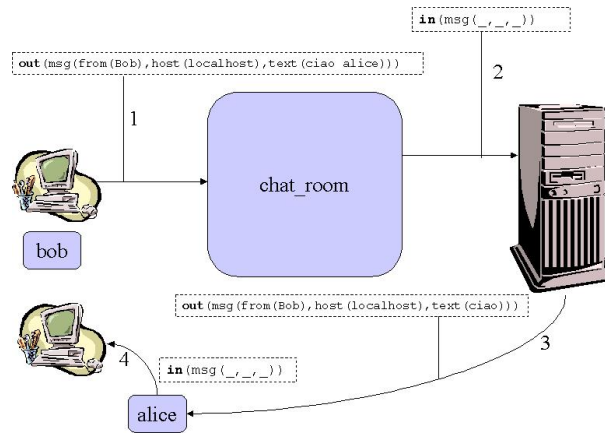 in(msg(_,_,_))
out(msg(from(Bob),host(localhost),text(ciao alice)))
2
1
chat_room
bob
out(msg(from(Bob),host(localhost),text(ciao)))
3
4
in(msg(_,_,_))
alice